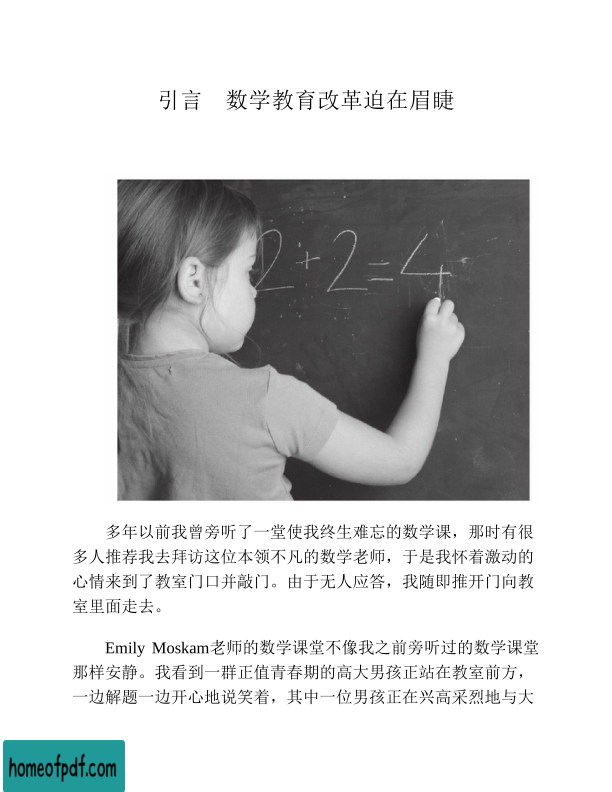 引言　数学教育改革迫在眉睫
2+2=4
多年以前我曾旁听了一堂使我终生难忘的数学课，那时有很
多人推荐我去拜访这位本领不凡的数学老师，于是我怀着激动的
心情来到了教室门口并敲门。由于无人应答，我随即推开门向教
室里面走去。
Emily Moskam老师的数学课堂不像我之前旁听过的数学课堂
那样安静。我看到一群正值青春期的高大男孩正站在教室前方，
一边解题一边开心地说笑着，其中一位男孩正在兴高采烈地与大
homeofpdf.com